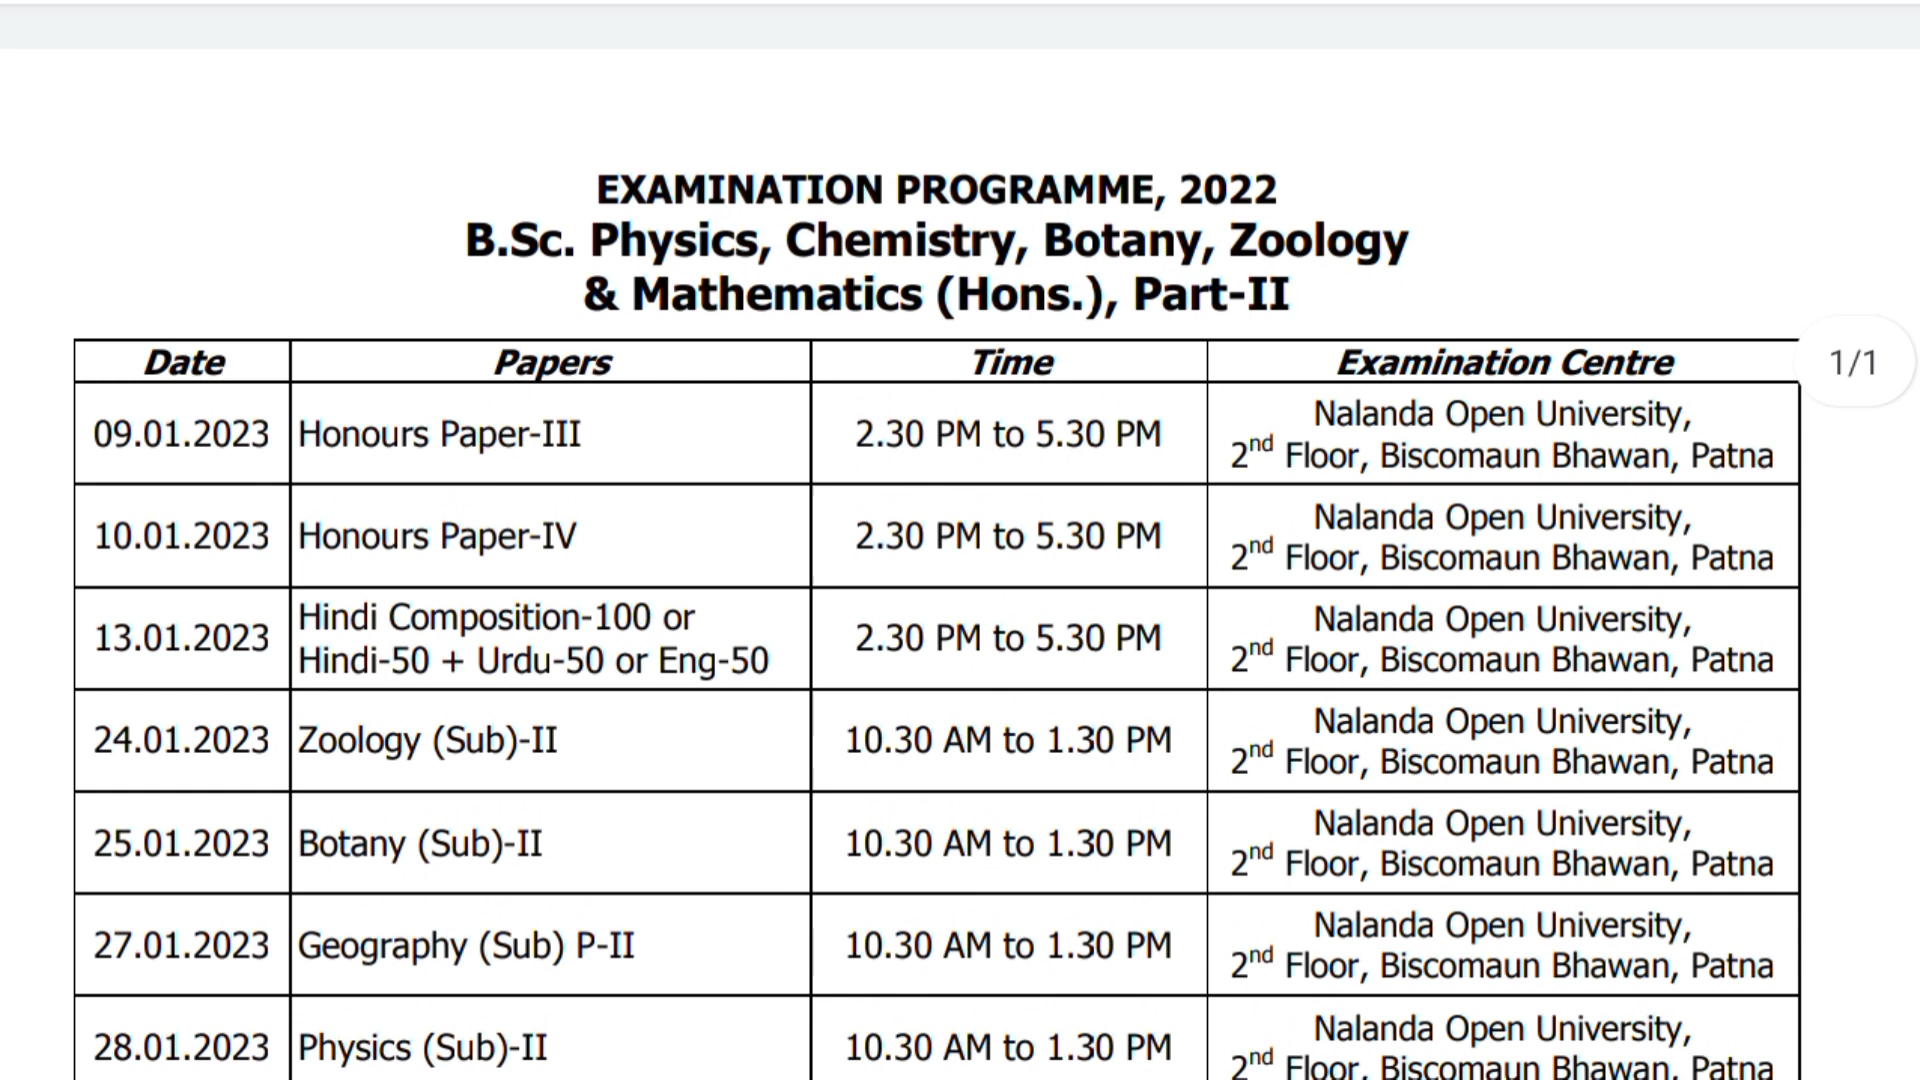 EXAMINATION PROGRAMME, 2022
B.Sc. Physics, Chemistry, Botany, Zoology
& Mathematics (Hons.), Part-II
Date Papers Time Examination Centre
1/1
09.01.2023 Honours Paper-III 2.30 PM to 5.30 PM Nalanda Open University,
2nd Floor, Biscomaun Bhawan, Patna
10.01.2023 Honours Paper-IV 2.30 PM to 5.30 PM Nalanda Open University,
2nd Floor, Biscomaun Bhawan, Patna
13.01.2023 Hindi Composition-100 or
Hindi-50 + Urdu-50 or Eng-50 2.30 PM to 5.30 PM Nalanda Open University,
2nd Floor, Biscomaun Bhawan, Patna
24.01.2023 Zoology (Sub)-II 10.30 AM to 1.30 PM Nalanda Open University,
2nd Floor, Biscomaun Bhawan, Patna
25.01.2023 Botany (Sub)-II 10.30 AM to 1.30 PM Nalanda Open University,
2nd Floor, Biscomaun Bhawan, Patna
27.01.2023 Geography (Sub) P-II 10.30 AM to 1.30 PM Nalanda Open University,
2nd Floor, Biscomaun Bhawan, Patna
28.01.2023 Physics (Sub)-II 10.30 AM to 1.30 PM Nalanda Open University,
2nd Floor, Biscomaun Bhawan, Patna